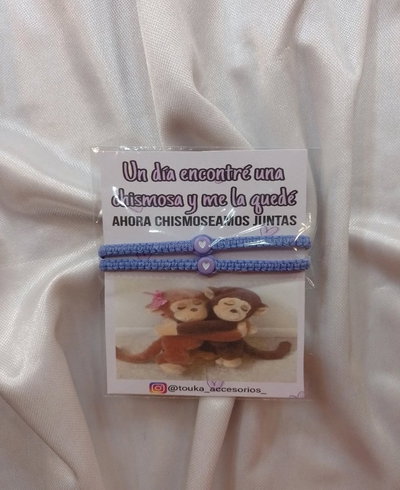 Un día encontré una
chismosa y me la quedé
AHORA CHISMOSEAMOS JUNTAS
@touka_accesorios_